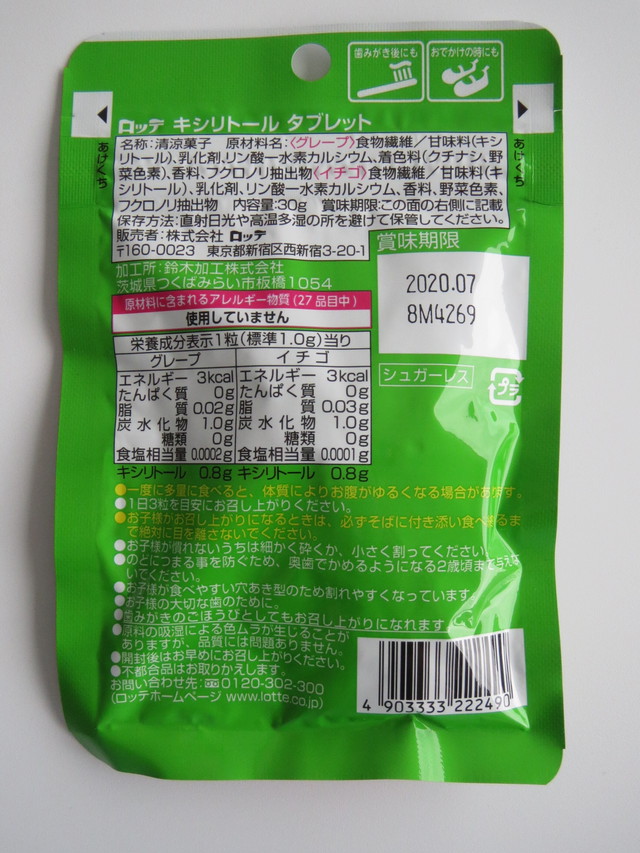 歯みがき後にも
おでかけの時にも
あけくち
あけくち
ロッテ キシリトール タブレット
名称:清涼菓子 原材料名:〈グレープ〉食物繊維/甘味料(キシ
リトール)、乳化剤、リン酸一水素カルシウム、着色料(クチナシ、野
菜色素)、香料、フクロノリ抽出物〈イチゴ〉食物繊維/甘味料(キ
シリトール)、乳化剤、リン酸一水素カルシウム、香料、野菜色素、
フクロノリ抽出物 内容量:30g 賞味期限:この面の右側に記載
保存方法:直射日光や高温多湿の所を避けて保管してください。
販売者:株式会社 ロッテ
〒160-0023 東京都新宿区西新宿3-20-1
加工所:鈴木加工株式会社
茨城県つくばみらい市板橋1054
賞味期限
2020.07
8M4269
原材料に含まれるアレルギー物質(27品目中)
使用していません
栄養成分表示1粒(標準1.0g)当り
グレープ イチゴ
エネルギー 3kcal エネルギー 3kcal
たんぱく質 0g たんぱく質 0g
脂質 0.02g 脂質 0.03g
炭水化物 1.0g 炭水化物 1.0g
糖類 0g 糖類 0g
食塩相当量 0.0002g 食塩相当量 0.0001g
キシリトール 0.8g キシリトール 0.8g
シュガーレス
プラ
●一度に多量に食べると、体質によりお腹がゆるくなる場合があます。
●1日3粒を目安にお召し上がりください。
●お子様がお召し上がりになるときは、必ずそばに付き添い食べ終るま
で絶対に目を離さないでください。
●お子様が慣れないうちは細かく砕くか、小さく割ってください。
●のどにつまる事を防ぐため、奥歯でかめるようになる2歳頃まで与えな
いでください。
●お子様が食べやすい穴あき型のため割れやすくなっています。
●お子様の大切な歯のために。
●歯みがきのごほうびとしてもお召し上がりになれます。
●原料の吸湿による色ムラが生じることが
ありますが、品質には問題ありません。
●開封後はお早めにお召し上がりください。
●不都合品はお取りかえします。
お問い合わせ先: 0120-302-300
(ロッテホームページ www.lotte.co.jp)
4 903333 222490